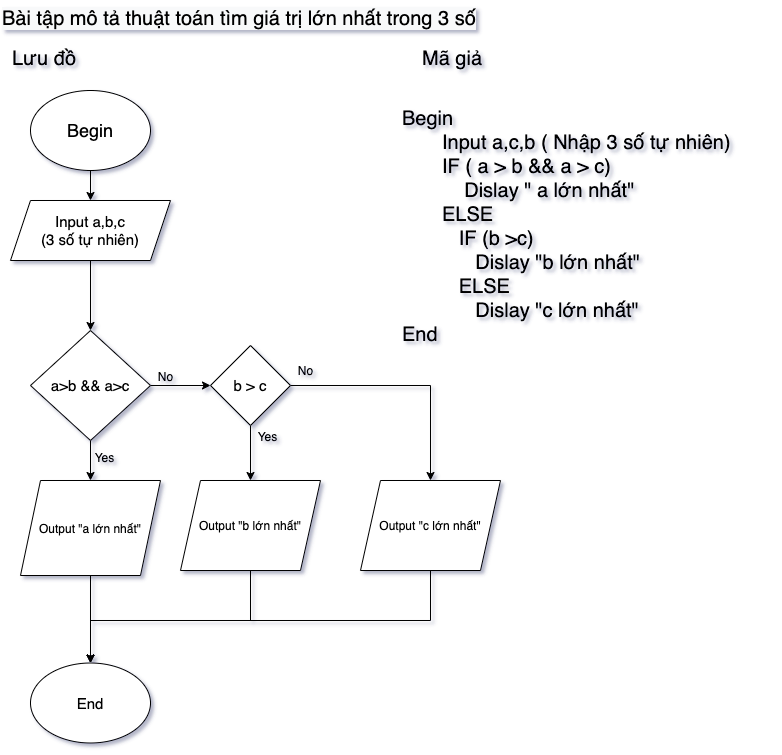 Bài tập mô tả thuật toán tìm giá trị lớn nhất trong 3 số
Lưu đồ
Begin
Input a,b,c
(3 số tự nhiên)
a>b && a>c
No
b > c
No
Yes
Yes
Output "a lớn nhất"
Output "b lớn nhất"
Output "c lớn nhất"
End
Mã giả
Begin
Input a,c,b ( Nhập 3 số tự nhiên)
IF ( a > b && a > c)
Dislay " a lớn nhất"
ELSE
IF (b >c)
Dislay "b lớn nhất"
ELSE
Dislay "c lớn nhất"
End